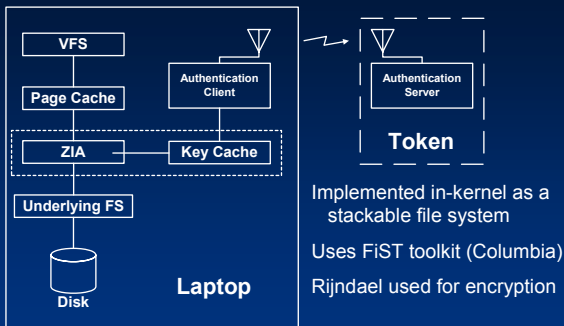 VFS
Page Cache
ZIA
Underlying FS
Disk
Authentication
Client
Key Cache
Laptop
Authentication
Server
Token
Implemented in-kernel as a
stackable file system
Uses FiST toolkit (Columbia)
Rijndael used for encryption